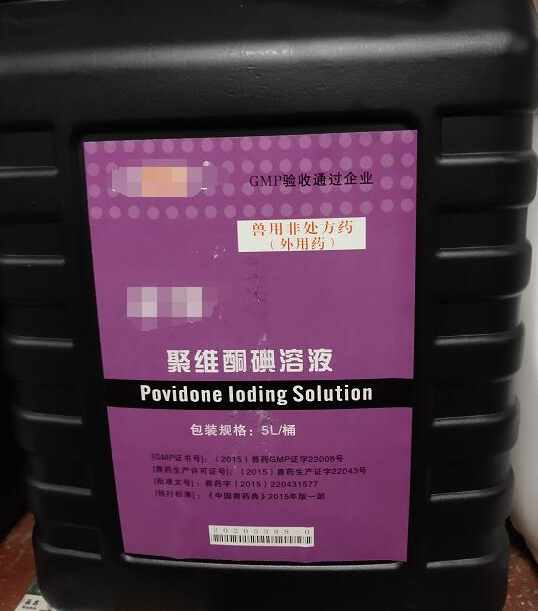 GMP验收通过企业
兽用非处方药
（外用药）
聚维酮碘溶液
Povidone Ioding Solution
包装规格：5L/桶
[GMP证书号]：（2015）兽药GMP证字22008号
[兽药生产许可证号]：（2015）兽药生产证字22043号
[批准文号]：兽药字（2015）220431577
[执行标准]：《中国兽药典》2015年版一部
20205388-0